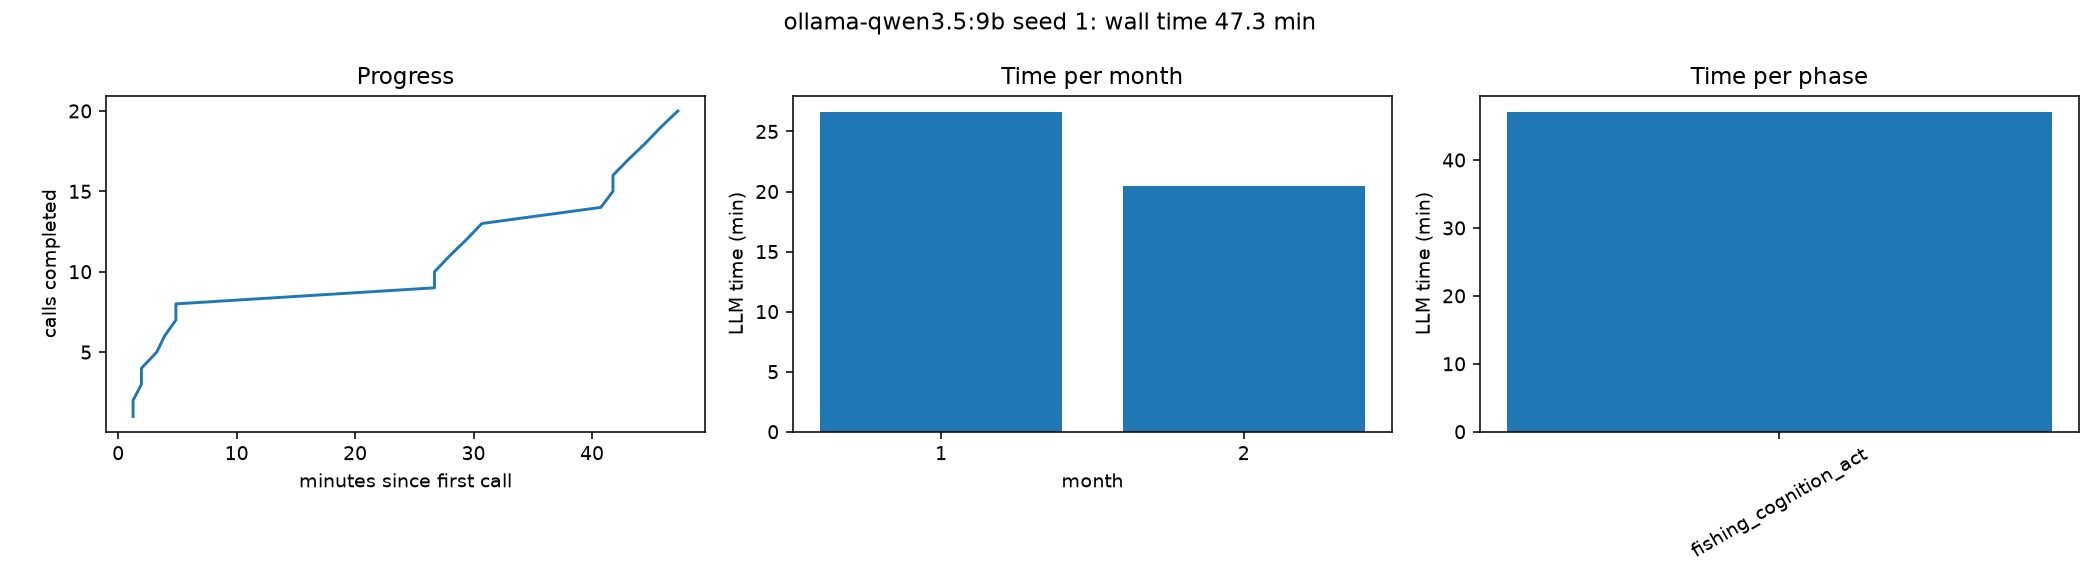 ollama-qwen3.5:9b seed 1: wall time 47.3 min
Progress
calls completed
20
15
10
5
0 10 20 30 40
minutes since first call
Time per month
LLM time (min)
25
20
15
10
5
0
1 2
month
Time per phase
LLM time (min)
40
30
20
10
0
fishing_cognition_act